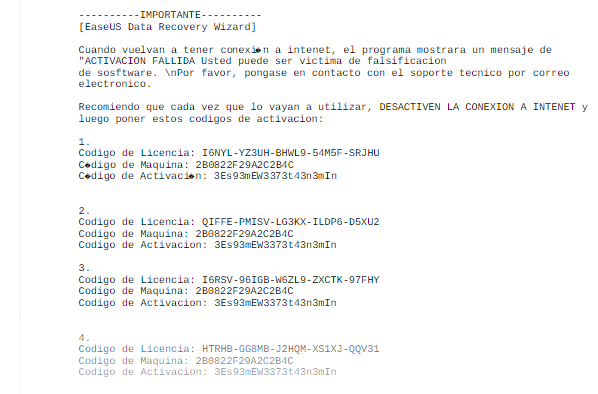 ----------IMPORTANTE----------
[EaseUS Data Recovery Wizard]
Cuando vuelvan a tener conexi�n a intenet, el programa mostrara un mensaje de
"ACTIVACION FALLIDA Usted puede ser victima de falsificacion
de sosftware. \nPor favor, pongase en contacto con el soporte tecnico por correo
electronico.
Recomiendo que cada vez que lo vayan a utilizar, DESACTIVEN LA CONEXION A INTENET y
luego poner estos codigos de activacion:
1.
Codigo de Licencia: I6NYL-YZ3UH-BHWL9-54M5F-SRJHU
C�digo de Maquina: 2B0822F29A2C2B4C
C�digo de Activaci�n: 3Es93mEW3373t43n3mIn
2.
Codigo de Licencia: QIFFE-PMISV-LG3KX-ILDP6-D5XU2
Codigo de Maquina: 2B0822F29A2C2B4C
Codigo de Activacion: 3Es93mEW3373t43n3mIn
3.
Codigo de Licencia: I6RSV-96IGB-W6ZL9-ZXCTK-97FHY
Codigo de Maquina: 2B0822F29A2C2B4C
Codigo de Activacion: 3Es93mEW3373t43n3mIn
4.
Codigo de Licencia: HTRHB-GG8MB-J2HQM-XS1XJ-QQV31
Codigo de Maquina: 2B0822F29A2C2B4C
Codigo de Activacion: 3Es93mEW3373t43n3mIn